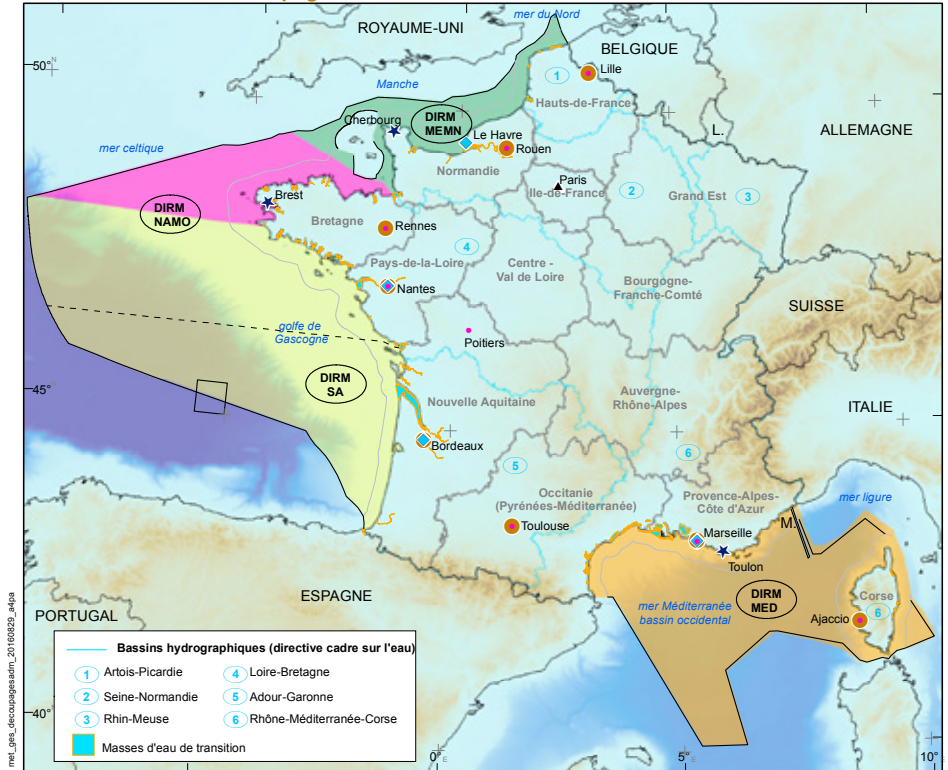 mer du Nord
ROYAUME-UNI
BELGIQUE
50°N
Lille
1
Manche
Hauts-de-France
Cherbourg
DIRM
MEMN
L.
ALLEMAGNE
Le Havre
mer celtique
Rouen
Normandie
Paris
Ile-de-France
2
Grand Est
3
Brest
DIRM
NAMO
Bretagne
Rennes
4
Pays-de-la-Loire
Centre -
Val de Loire
Bourgogne-
Franche-Comté
Nantes
SUISSE
golfe de
Gascogne
Poitiers
DIRM
SA
45°
Nouvelle Aquitaine
Auvergne-
Rhône-Alpes
ITALIE
Bordeaux
6
5
Occitanie
(Pyrénées-Méditerranée)
Provence-Alpes-
Côte d'Azur
mer ligure
Toulouse
Marseille
M.
Toulon
ESPAGNE
mer Méditerranée
bassin occidental
DIRM
MED
Corse
6
Ajaccio
PORTUGAL
Bassins hydrographiques (directive cadre sur l'eau)
1 Artois-Picardie
4 Loire-Bretagne
2 Seine-Normandie
5 Adour-Garonne
3 Rhin-Meuse
6 Rhône-Méditerranée-Corse
Masses d'eau de transition
40°
0°E
5°E
10°E
met_ges_decoupagesadm_20160829_a4pa